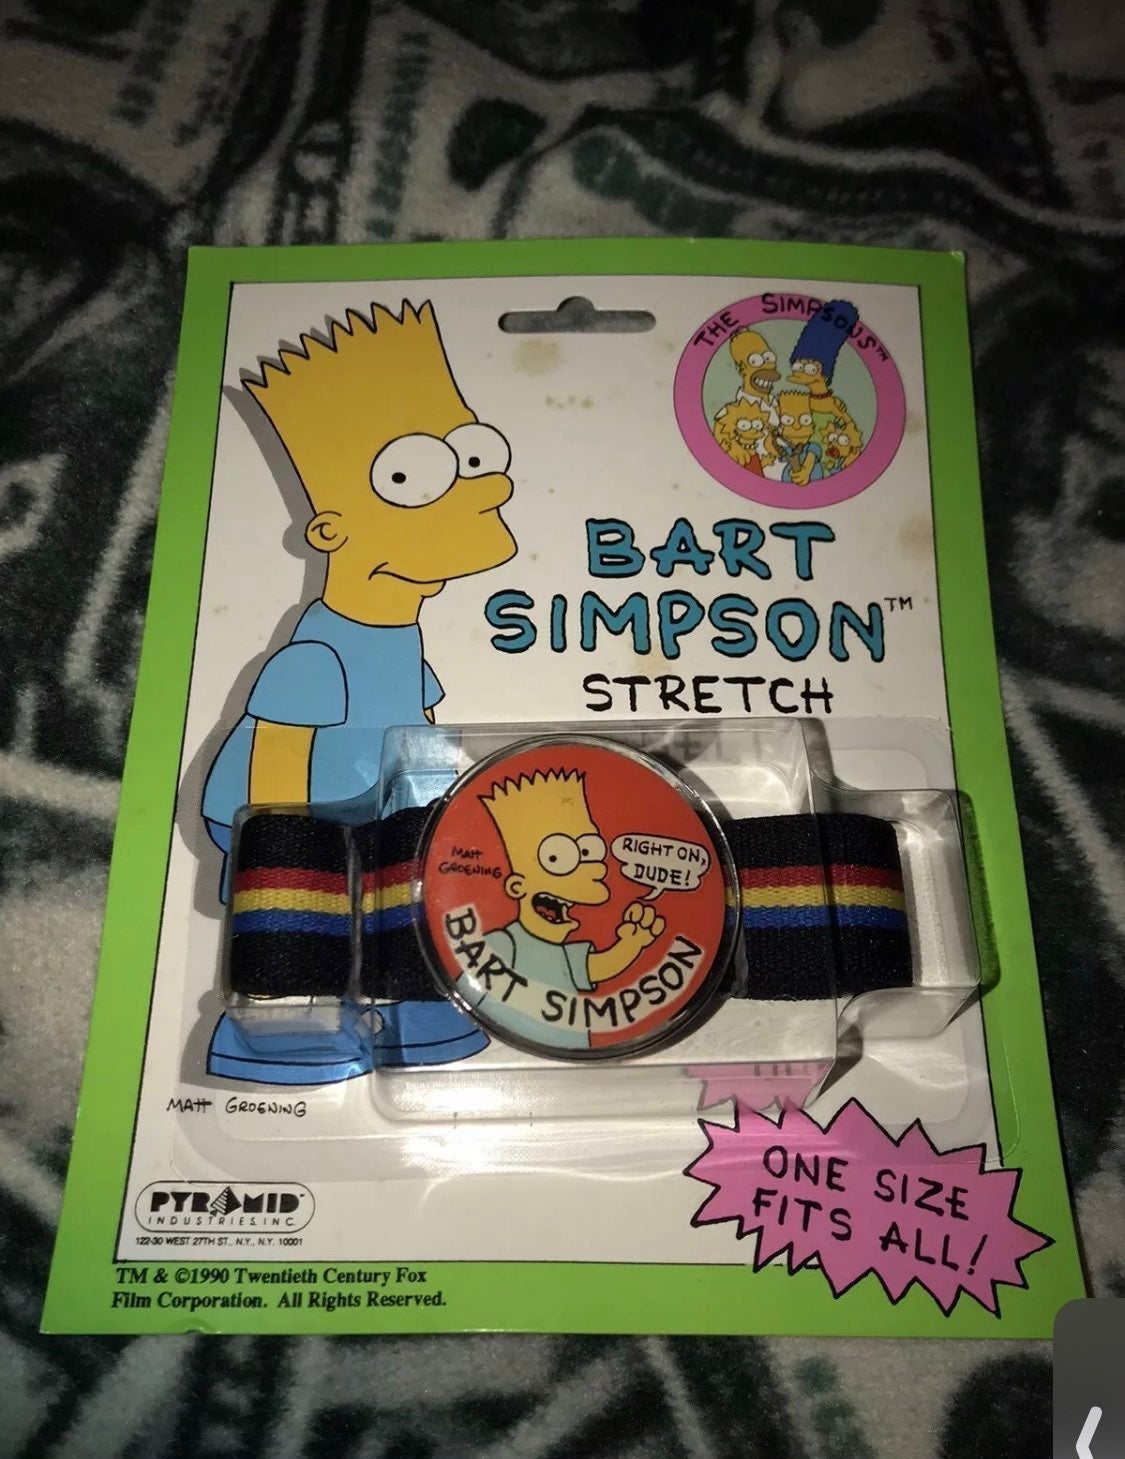 THE SIMPSONS™
BART
SIMPSON™
STRETCH
BELT
MATT
GROENING
RIGHT ON,
DUDE!
BART SIMPSON
MATT GROENING
ONE SIZE
FITS ALL!
PYRAMID
INDUSTRIES, INC.
122-30 WEST 27TH ST., N.Y., N.Y. 10001
TM & ©1990 Twentieth Century Fox
Film Corporation. All Rights Reserved.